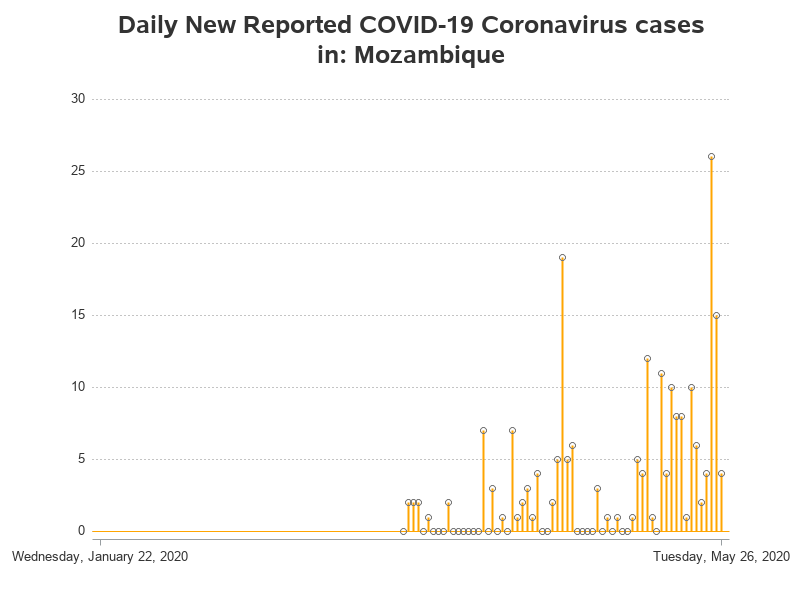 Daily New Reported COVID-19 Coronavirus cases
in: Mozambique
30
25
20
15
10
5
0
Wednesday, January 22, 2020
Tuesday, May 26, 2020